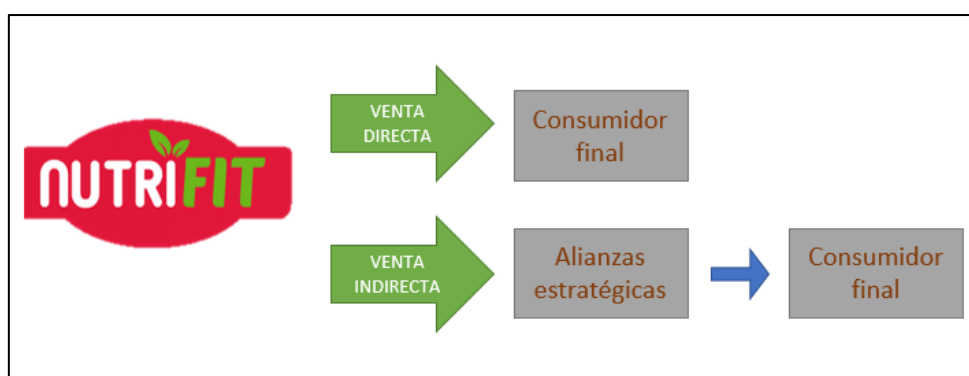 NUTRIFIT
VENTA
DIRECTA
Consumidor
final
VENTA
INDIRECTA
Alianzas
estratégicas
Consumidor
final